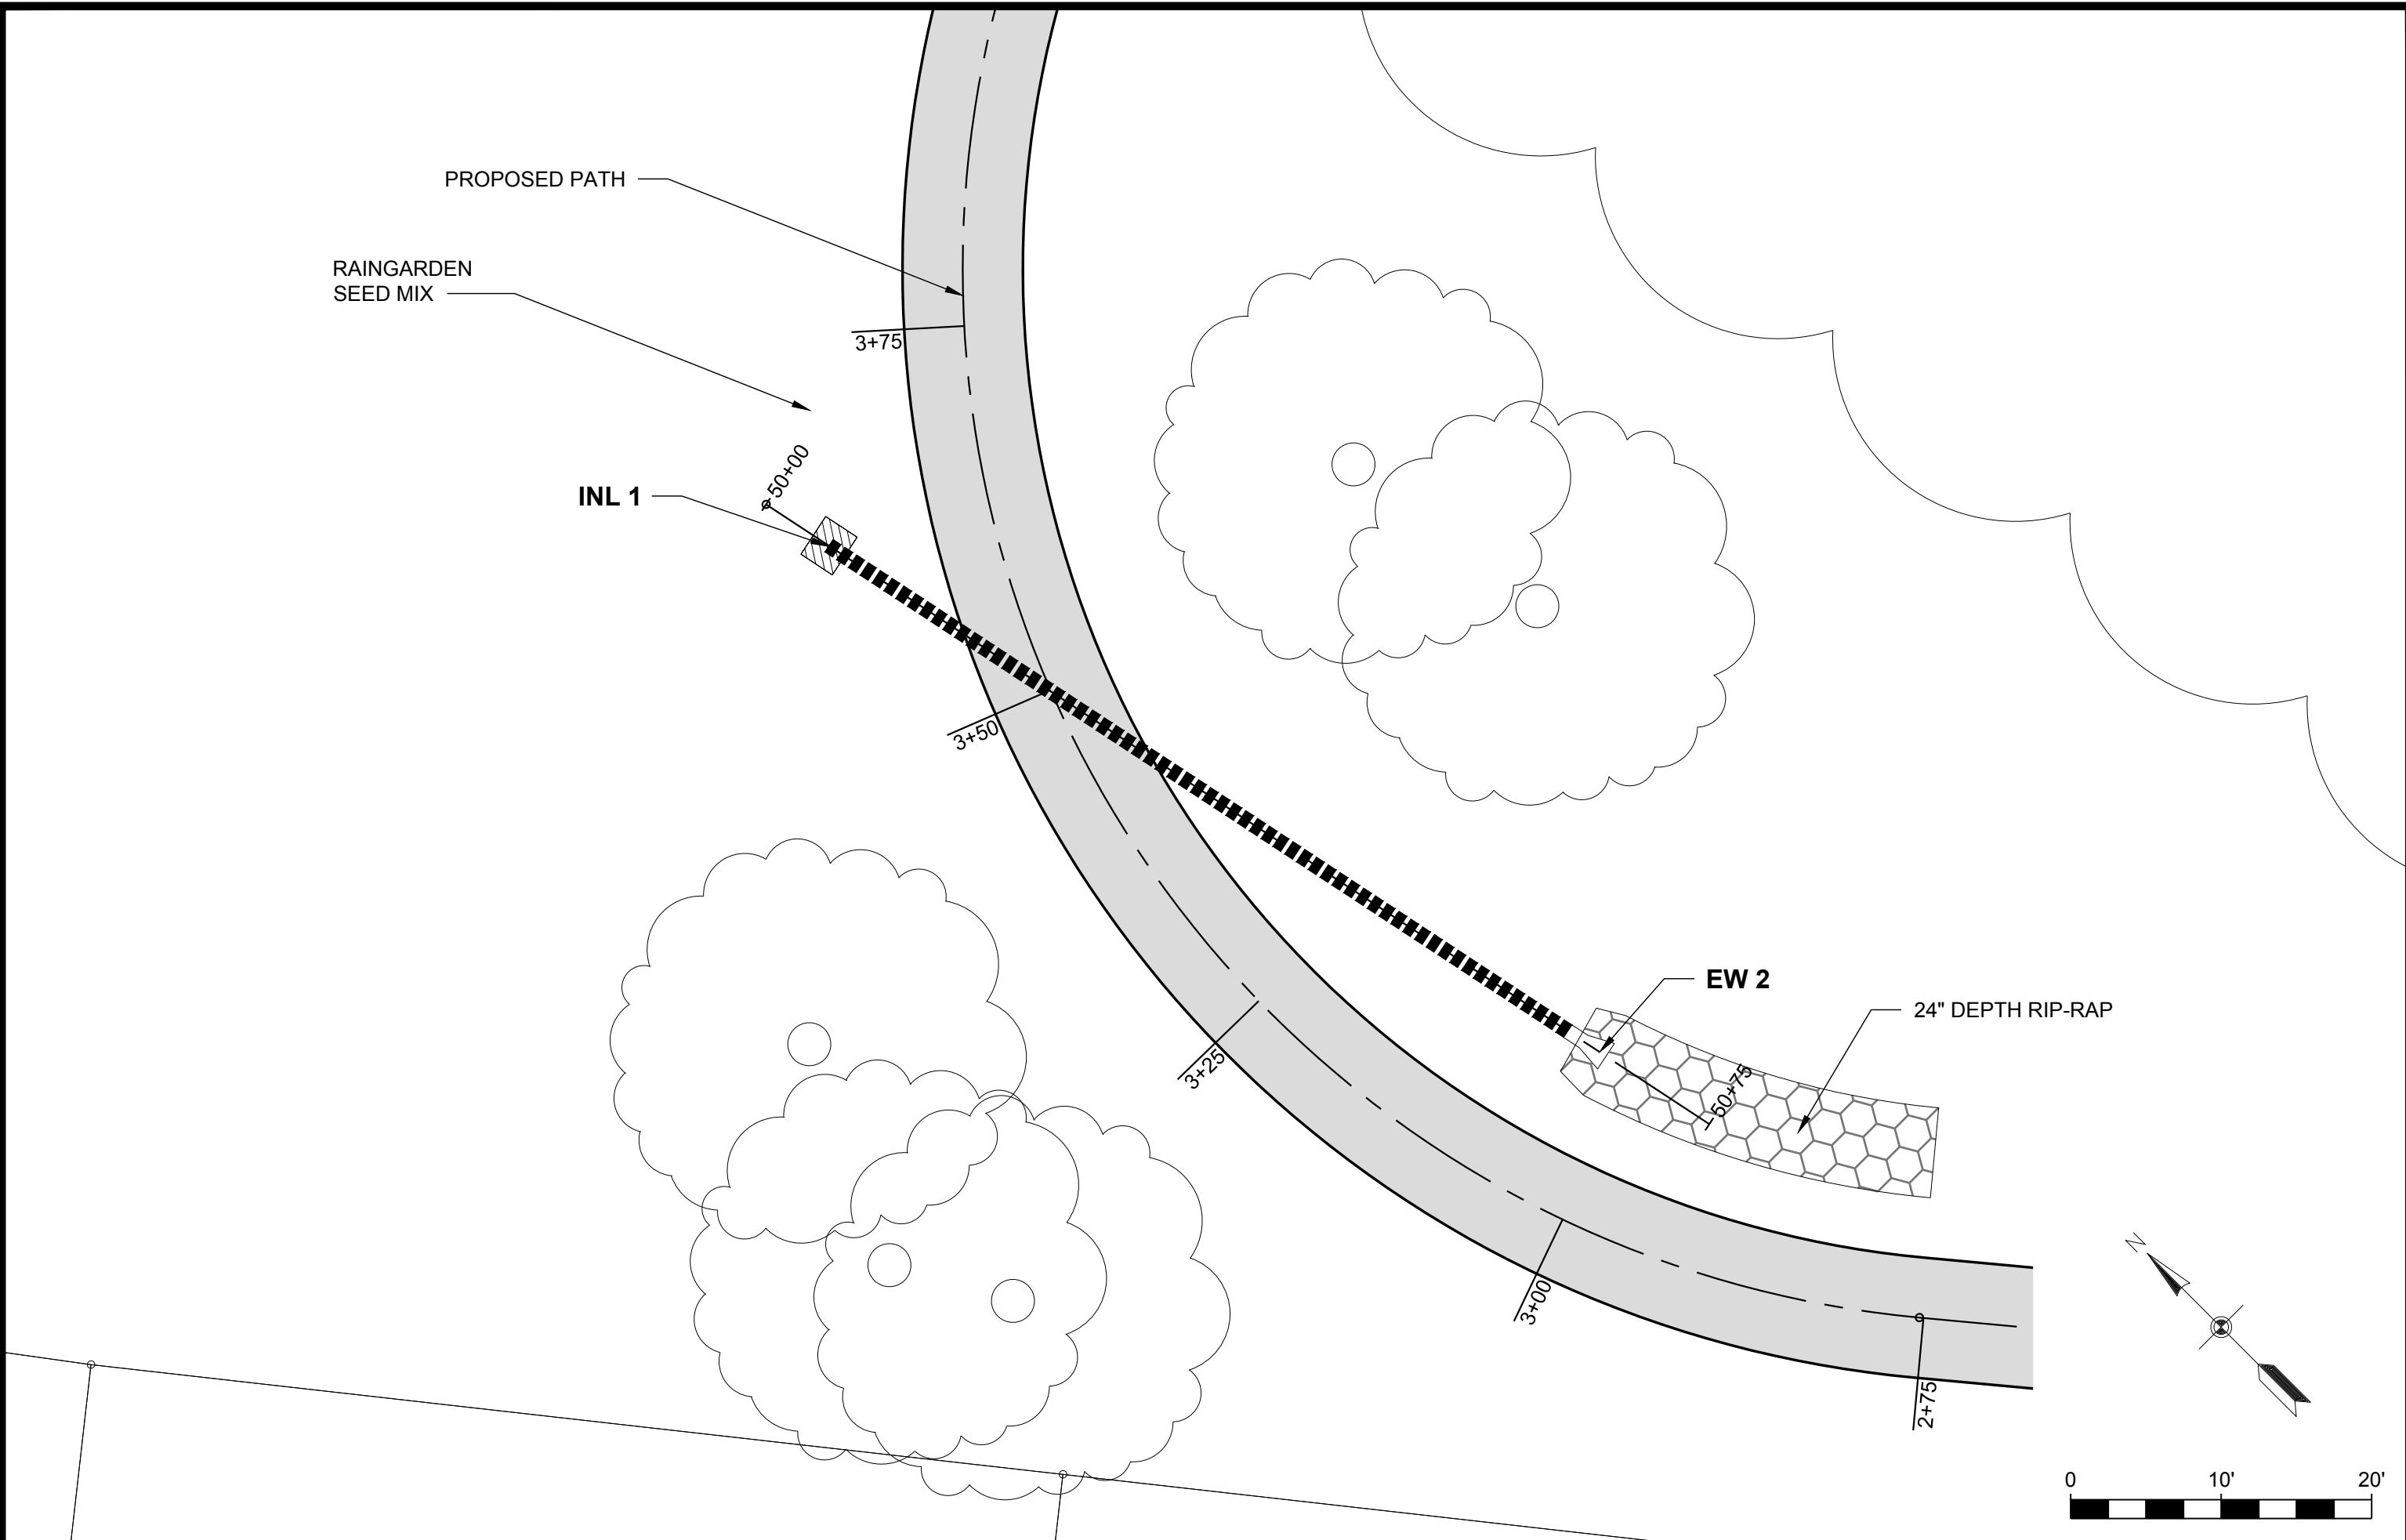 PROPOSED PATH
RAINGARDEN
SEED MIX
3+75
50+00
INL 1
3+50
EW 2
24" DEPTH RIP-RAP
3+25
50+75
3+00
N
2+75
0 10' 20'